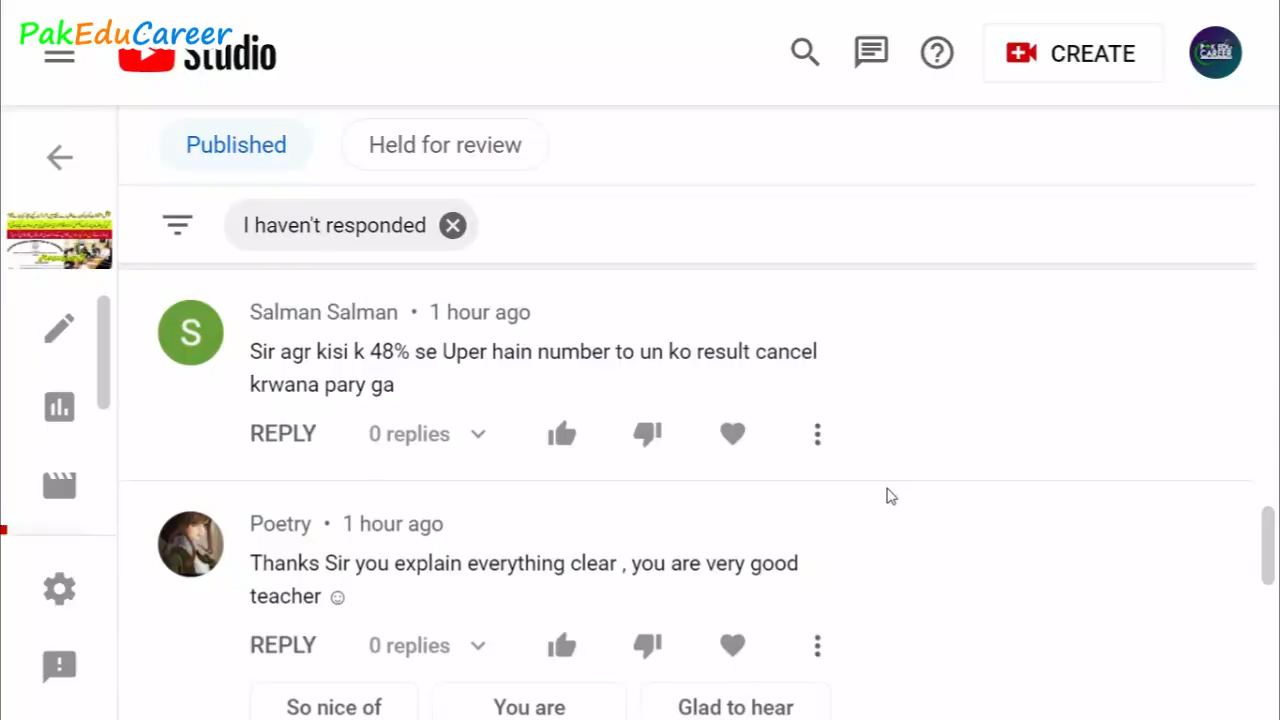 PakEduCareer
Studio
CREATE
Published
Held for review
I haven't responded
Salman Salman • 1 hour ago
Sir agr kisi k 48% se Uper hain number to un ko result cancel
krwana pary ga
REPLY 0 replies
Poetry • 1 hour ago
Thanks Sir you explain everything clear , you are very good
teacher ☺
REPLY 0 replies
So nice of
You are
Glad to hear